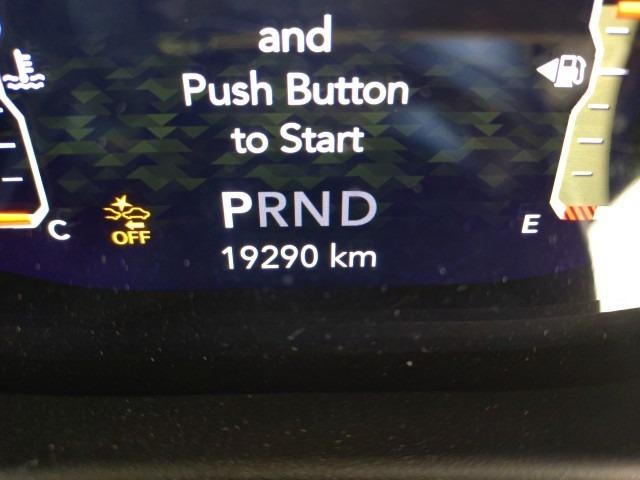 and
Push Button
to Start
PRND
C
OFF
E
19290 km